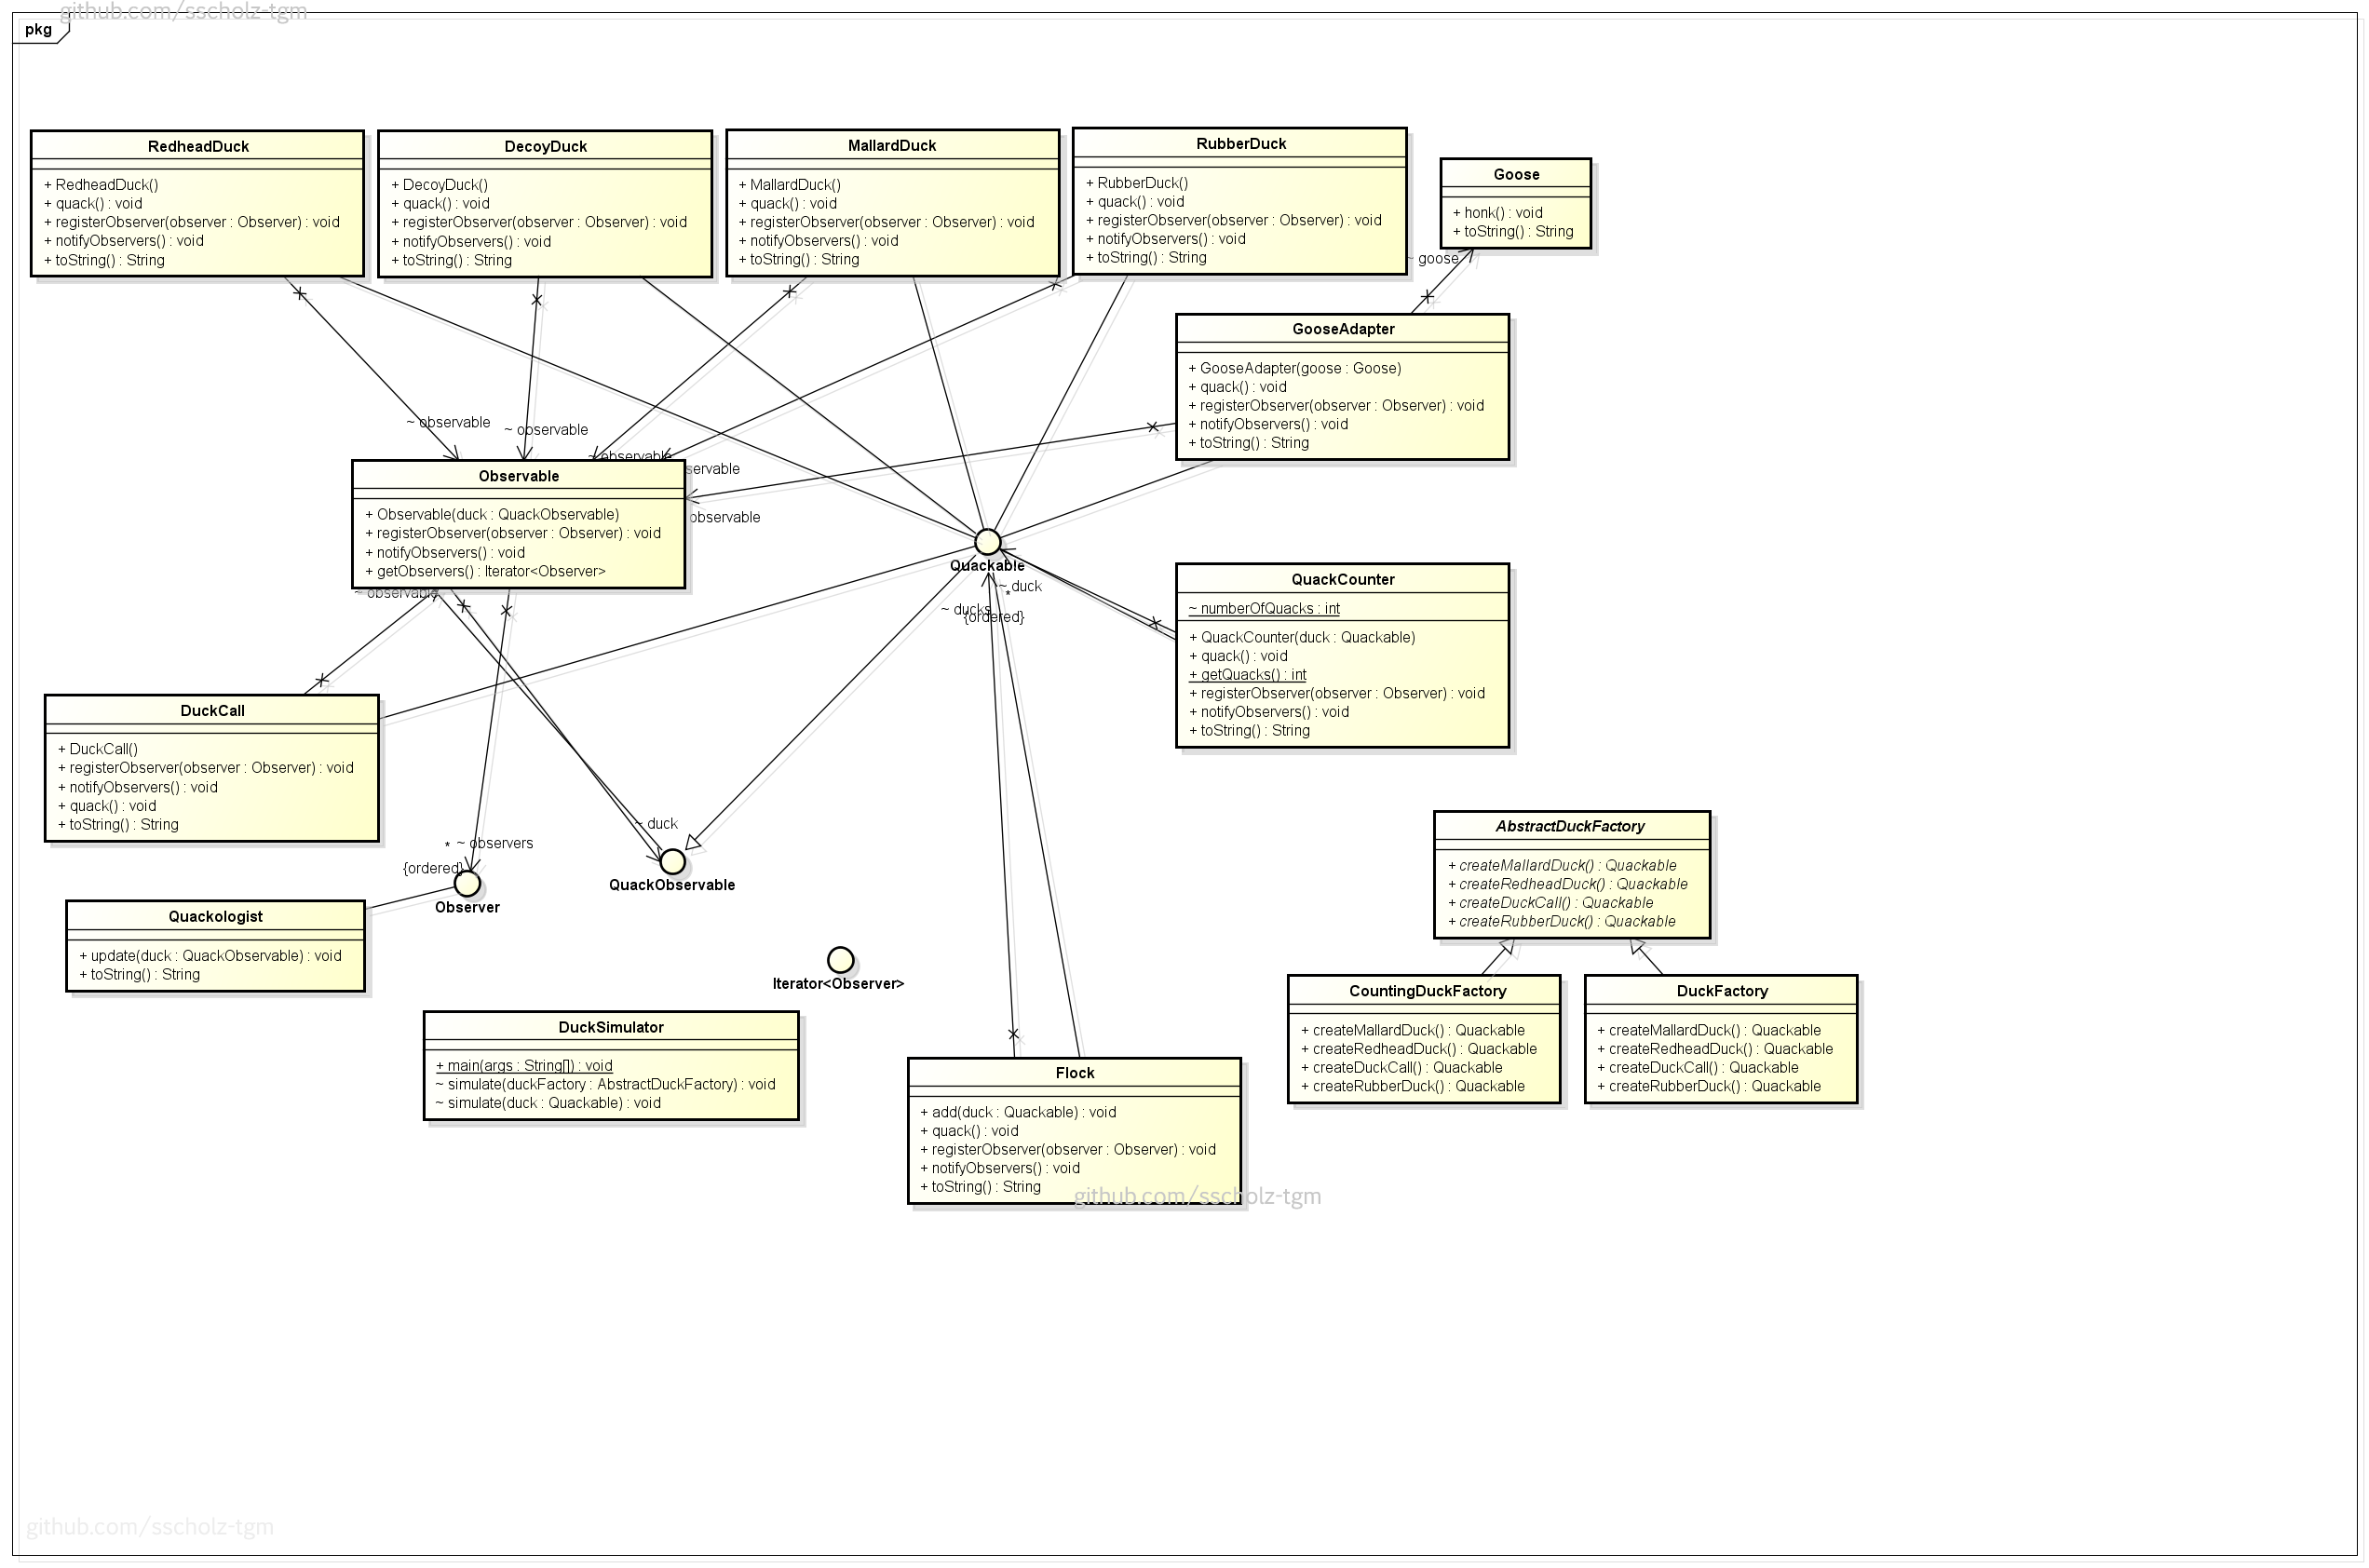 github.com/sscholz-tgm
pkg
RedheadDuck
+ RedheadDuck()
+ quack() : void
+ registerObserver(observer : Observer) : void
+ notifyObservers() : void
+ toString() : String
DecoyDuck
+ DecoyDuck()
+ quack() : void
+ registerObserver(observer : Observer) : void
+ notifyObservers() : void
+ toString() : String
MallardDuck
+ MallardDuck()
+ quack() : void
+ registerObserver(observer : Observer) : void
+ notifyObservers() : void
+ toString() : String
RubberDuck
+ RubberDuck()
+ quack() : void
+ registerObserver(observer : Observer) : void
+ notifyObservers() : void
+ toString() : String
Goose
+ honk() : void
+ toString() : String
~ goose
GooseAdapter
+ GooseAdapter(goose : Goose)
+ quack() : void
+ registerObserver(observer : Observer) : void
+ notifyObservers() : void
+ toString() : String
~ observable
~ observable
~ observable
servable
observable
Observable
+ Observable(duck : QuackObservable)
+ registerObserver(observer : Observer) : void
+ notifyObservers() : void
+ getObservers() : Iterator<Observer>
~ observable
Quackable
~ duck
*
~ ducks
{ordered}
QuackCounter
~ numberOfQuacks : int
+ QuackCounter(duck : Quackable)
+ quack() : void
+ getQuacks() : int
+ registerObserver(observer : Observer) : void
+ notifyObservers() : void
+ toString() : String
DuckCall
+ DuckCall()
+ registerObserver(observer : Observer) : void
+ notifyObservers() : void
+ quack() : void
+ toString() : String
~ duck
* ~ observers
{ordered}
Observer
QuackObservable
Quackologist
+ update(duck : QuackObservable) : void
+ toString() : String
Iterator<Observer>
AbstractDuckFactory
+ createMallardDuck() : Quackable
+ createRedheadDuck() : Quackable
+ createDuckCall() : Quackable
+ createRubberDuck() : Quackable
CountingDuckFactory
+ createMallardDuck() : Quackable
+ createRedheadDuck() : Quackable
+ createDuckCall() : Quackable
+ createRubberDuck() : Quackable
DuckFactory
+ createMallardDuck() : Quackable
+ createRedheadDuck() : Quackable
+ createDuckCall() : Quackable
+ createRubberDuck() : Quackable
DuckSimulator
+ main(args : String[]) : void
~ simulate(duckFactory : AbstractDuckFactory) : void
~ simulate(duck : Quackable) : void
Flock
+ add(duck : Quackable) : void
+ quack() : void
+ registerObserver(observer : Observer) : void
+ notifyObservers() : void
+ toString() : String
github.com/sscholz-tgm
github.com/sscholz-tgm